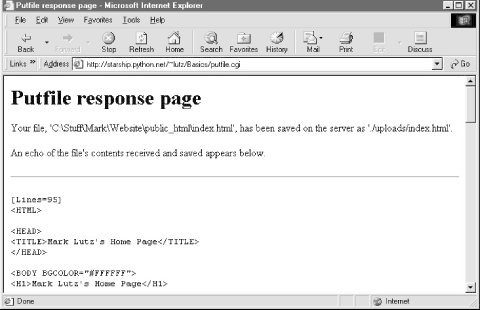 Putfile response page - Microsoft Internet Explorer
File Edit View Favorites Tools Help
Back Forward Stop Refresh Home Search Favorites History Mail Print Edit Discuss
Links » Address http://starship.python.net/~lutz/Basics/putfile.cgi Go
Putfile response page
Your file, 'C:\Stuff\Mark\Website\public_html\index.html', has been saved on the server as './uploads/index.html'.
An echo of the file's contents received and saved appears below.
[Lines=95]
<HTML>
<HEAD>
<TITLE>Mark Lutz's Home Page</TITLE>
</HEAD>
<BODY BGCOLOR="#FFFFFF">
<H1>Mark Lutz's Home Page</H1>
Done Internet